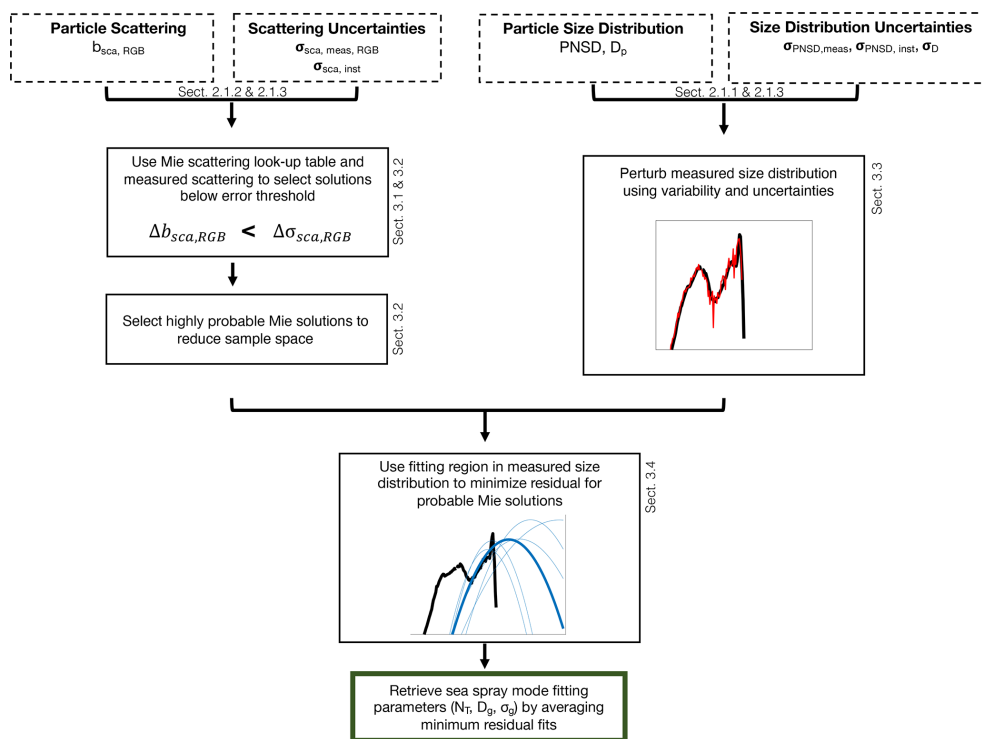 Particle Scattering
b_sca, RGB
Scattering Uncertainties
σ_sca, meas, RGB
σ_sca, inst
Sect. 2.1.2 & 2.1.3
Particle Size Distribution
PNSD, D_p
Size Distribution Uncertainties
σ_PNSD,meas, σ_PNSD, inst, σ_D
Sect. 2.1.1 & 2.1.3
Use Mie scattering look-up table and
measured scattering to select solutions
below error threshold
Δb_sca,RGB < Δσ_sca,RGB
Sect. 3.1 & 3.2
Select highly probable Mie solutions to
reduce sample space
Sect. 3.2
Perturb measured size distribution
using variability and uncertainties
Sect. 3.3
Use fitting region in measured size
distribution to minimize residual for
probable Mie solutions
Sect. 3.4
Retrieve sea spray mode fitting
parameters (N_T, D_g, σ_g) by averaging
minimum residual fits